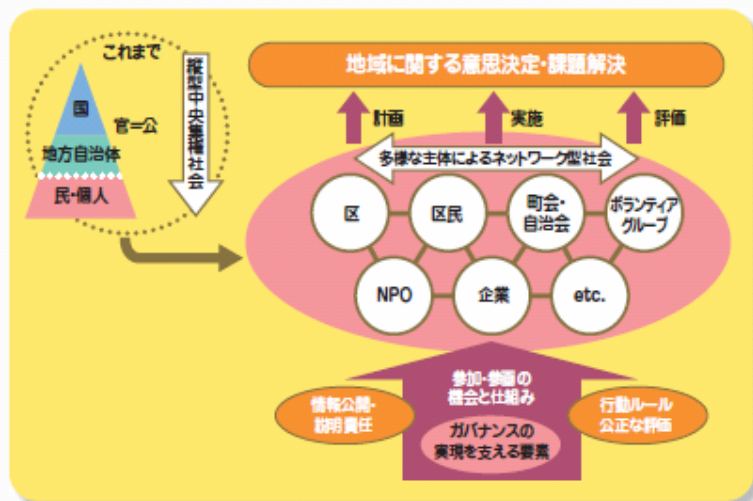 これまで
国
官=公
地方自治体
民・個人
縦型中央集権社会
地域に関する意思決定・課題解決
計画
実施
評価
多様な主体によるネットワーク型社会
区
区民
町会・
自治会
ボランティア
グループ
NPO
企業
etc.
参加・参画の
機会と仕組み
情報公開・
説明責任
行動ルール
公正な評価
ガバナンスの
実現を支える要素